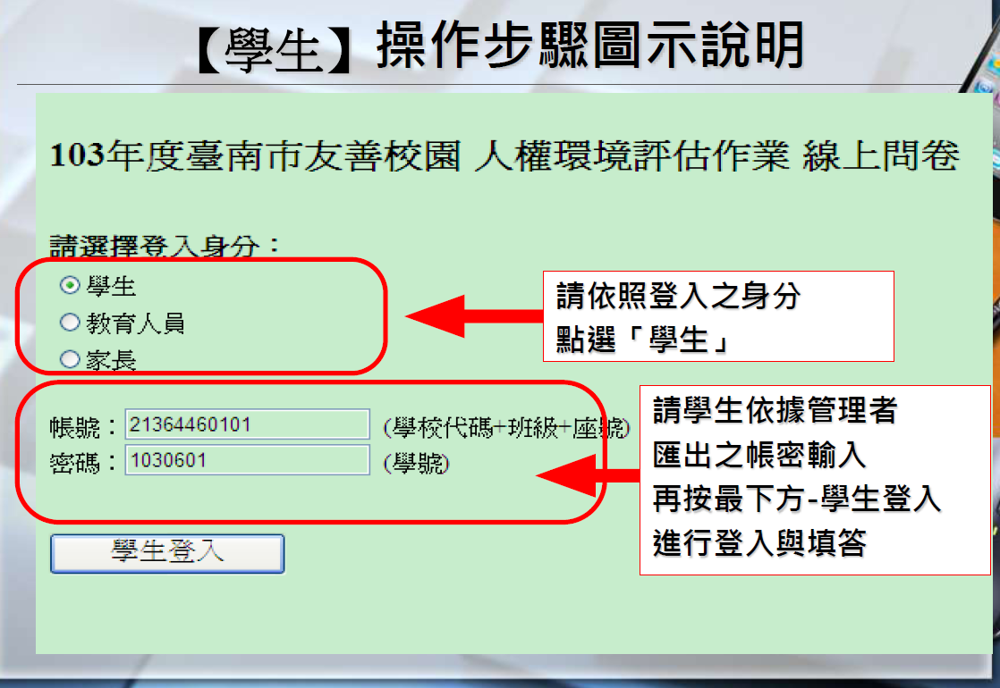 【學生】操作步驟圖示說明
103年度臺南市友善校園 人權環境評估作業 線上問卷
請選擇登入身分：
學生
教育人員
家長
請依照登入之身分
點選「學生」
帳號：21364460101 (學校代碼+班級+座號)
密碼：1030601 (學號)
請學生依據管理者
匯出之帳密輸入
再按最下方-學生登入
進行登入與填答
學生登入